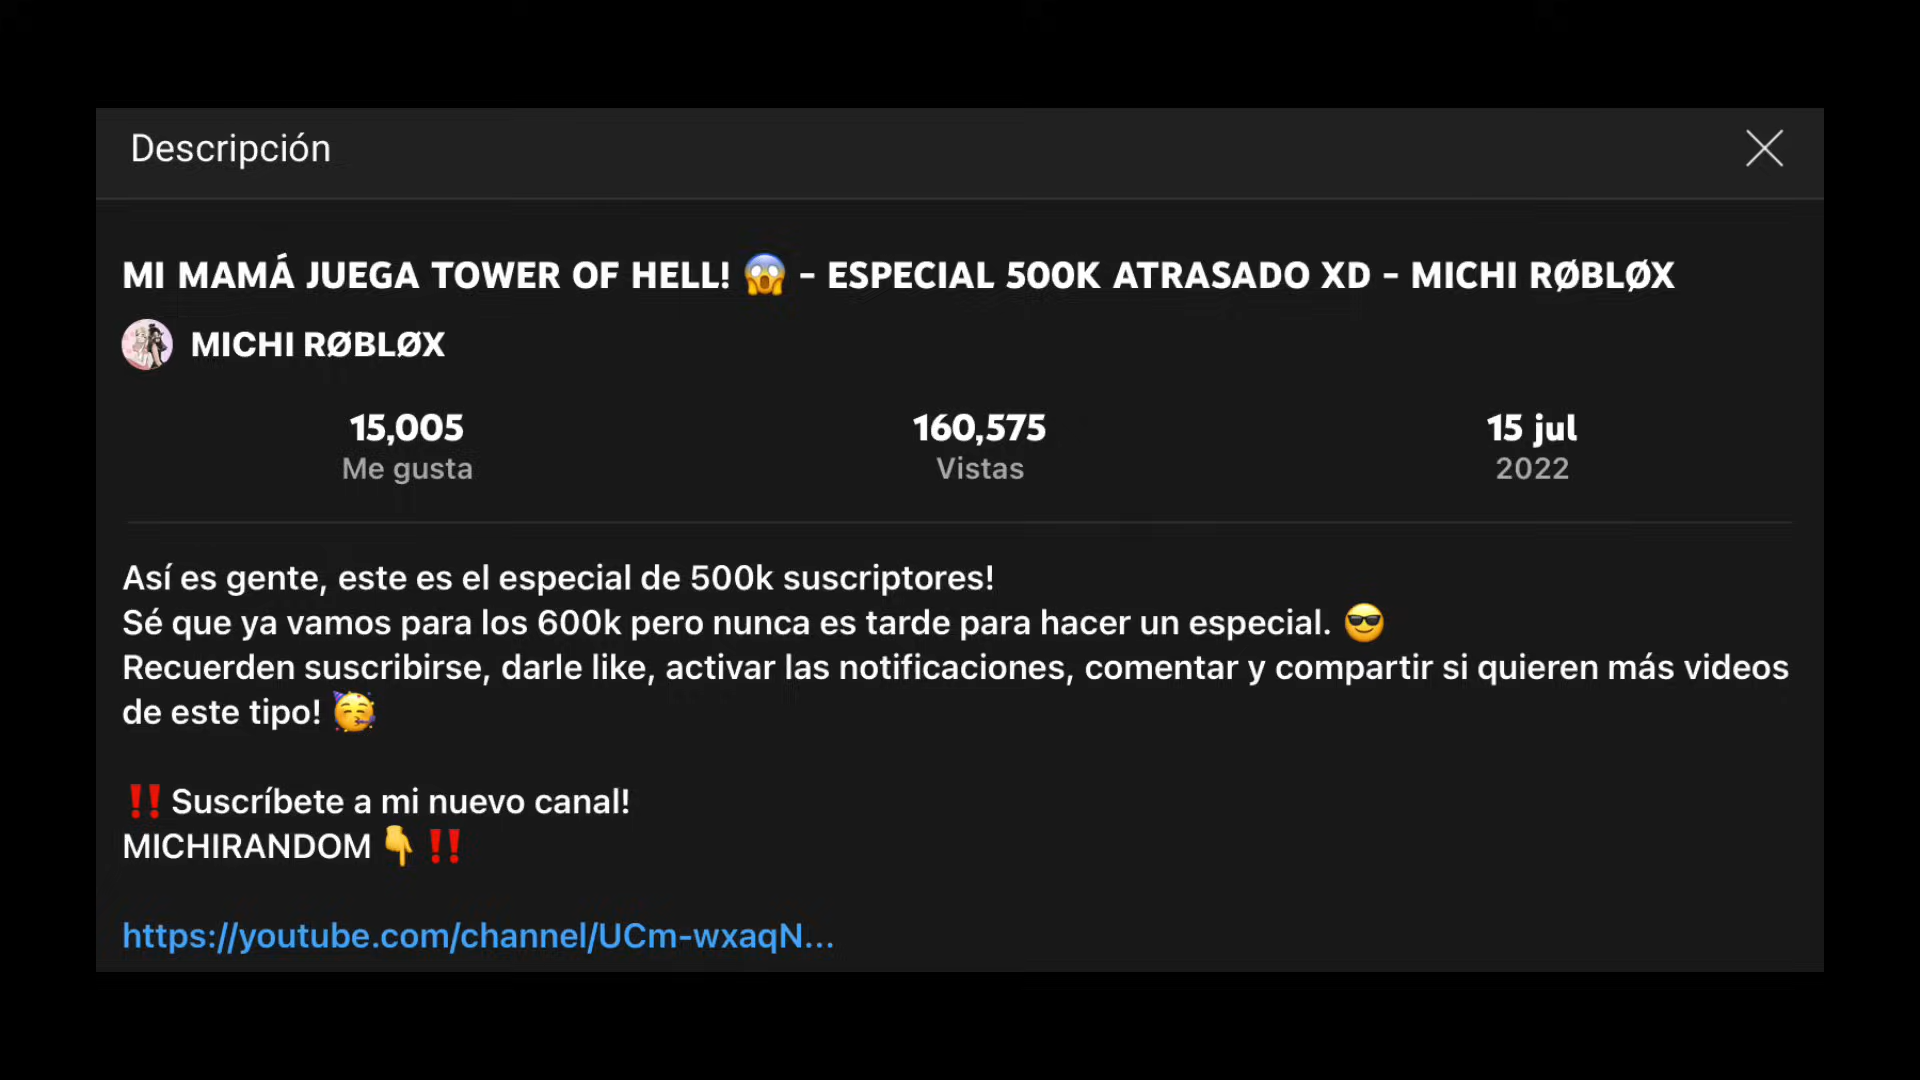 Descripción
MI MAMÁ JUEGA TOWER OF HELL! 😱 - ESPECIAL 500K ATRASADO XD - MICHI RØBLØX
MICHI RØBLØX
15,005
Me gusta
160,575
Vistas
15 jul
2022
Así es gente, este es el especial de 500k suscriptores!
Sé que ya vamos para los 600k pero nunca es tarde para hacer un especial. 😎
Recuerden suscribirse, darle like, activar las notificaciones, comentar y compartir si quieren más videos
de este tipo! 🥳
‼️Suscríbete a mi nuevo canal!
MICHIRANDOM 👇‼️
https://youtube.com/channel/UCm-wxaqN...